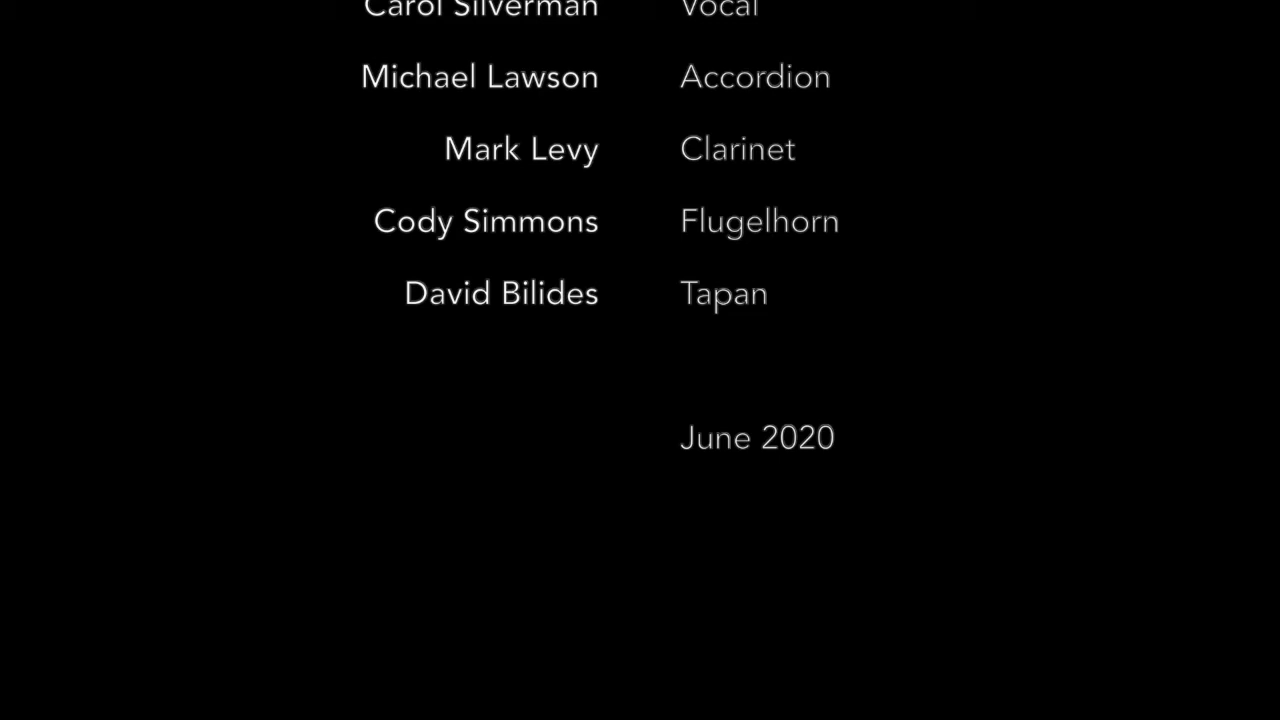 Carol Silverman Vocal
Michael Lawson Accordion
Mark Levy Clarinet
Cody Simmons Flugelhorn
David Bilides Tapan
June 2020